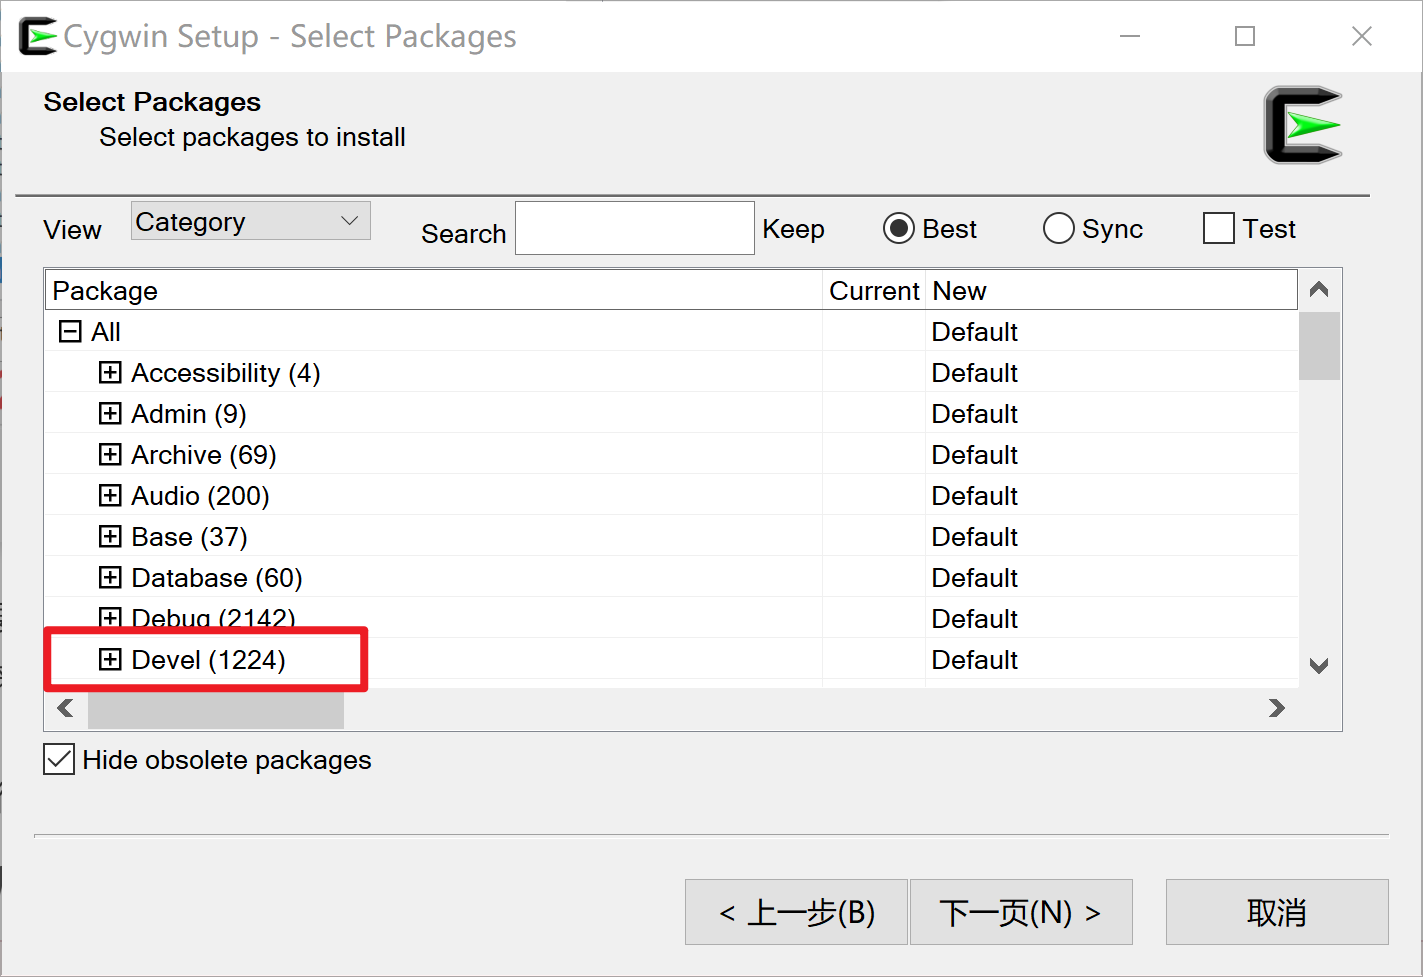 Cygwin Setup - Select Packages
Select Packages
Select packages to install
View Category Search Keep Best Sync Test
Package Current New
All Default
Accessibility (4) Default
Admin (9) Default
Archive (69) Default
Audio (200) Default
Base (37) Default
Database (60) Default
Debug (2142) Default
Devel (1224) Default
Hide obsolete packages
< 上一步(B) 下一页(N) > 取消